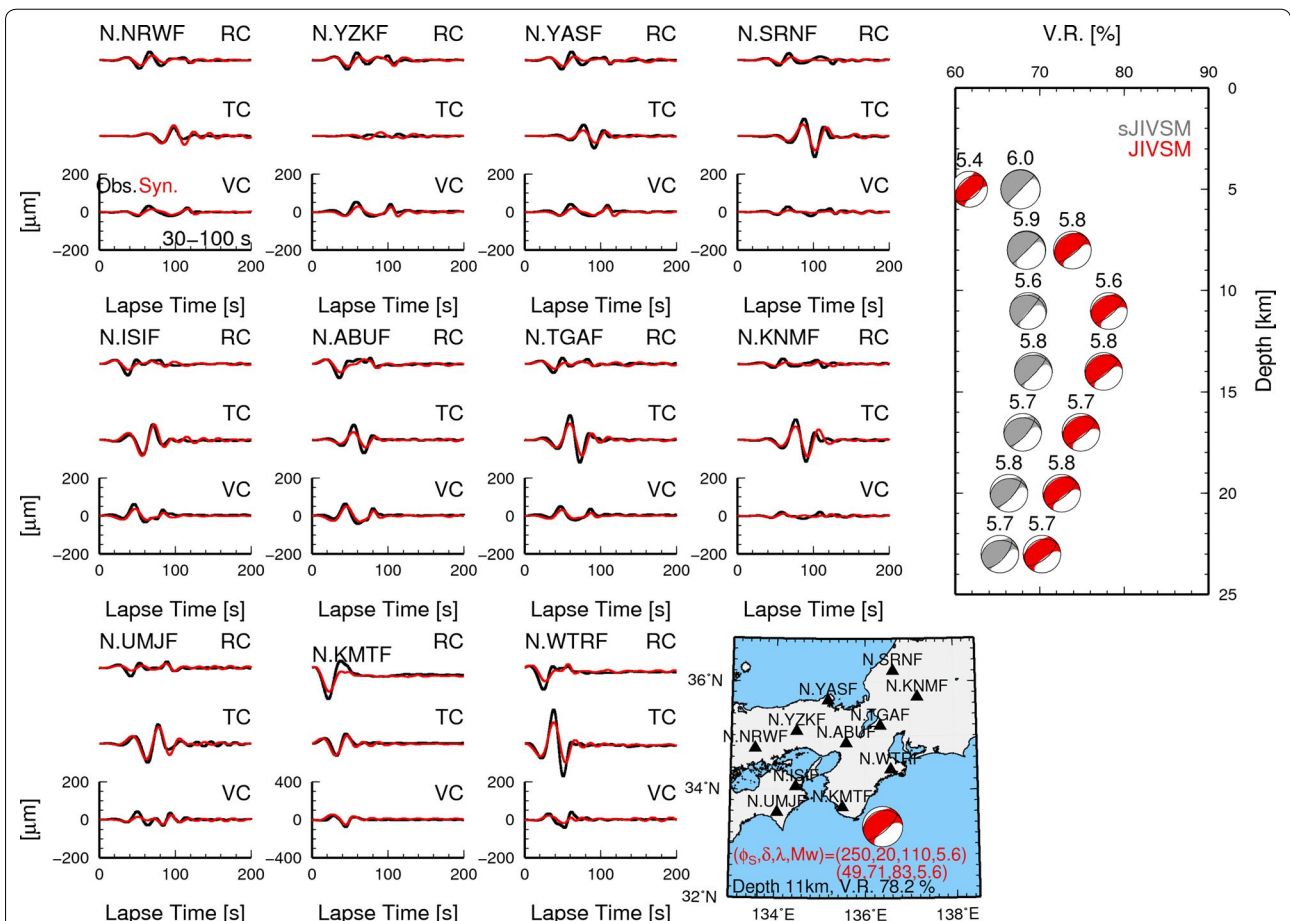 N.NRWF RC N.YZKF RC N.YASF RC N.SRNF RC
TC TC TC TC
200 200 200 200
Obs. Syn. VC VC VC VC
[μm] 0 0 0 0
30−100 s
−200 −200 −200 −200
0 100 200 0 100 200 0 100 200 0 100 200
Lapse Time [s] Lapse Time [s] Lapse Time [s] Lapse Time [s]
N.ISIF RC N.ABUF RC N.TGAF RC N.KNMF RC
TC TC TC TC
200 200 200 200
VC VC VC VC
[μm] 0 0 0 0
−200 −200 −200 −200
0 100 200 0 100 200 0 100 200 0 100 200
Lapse Time [s] Lapse Time [s] Lapse Time [s] Lapse Time [s]
N.UMJF RC N.KMTF RC N.WTRF RC
TC TC TC
200 400 200
VC VC VC
[μm] 0 0 0
−200 −400 −200
0 100 200 0 100 200 0 100 200
Lapse Time [s] Lapse Time [s] Lapse Time [s]
V.R. [%]
60 70 80 90
0
sJIVSM
JIVSM
5.4 6.0
5
5.9 5.8
5.6 5.6
10
5.8 5.8
15
5.7 5.7
5.8 5.8
20
5.7 5.7
25
Depth [km]
N.SRNF
36˚N
N.KNMF
N.YASF
N.TGAF
N.YZKF
N.ABUF
N.NRWF
N.WTRF
34˚N
N.ISIF
N.KMTF
N.UMJF
(ϕS,δ,λ,Mw)=(250,20,110,5.6)
(49,71,83,5.6)
Depth 11km, V.R. 78.2 %
32˚N
134˚E 136˚E 138˚E